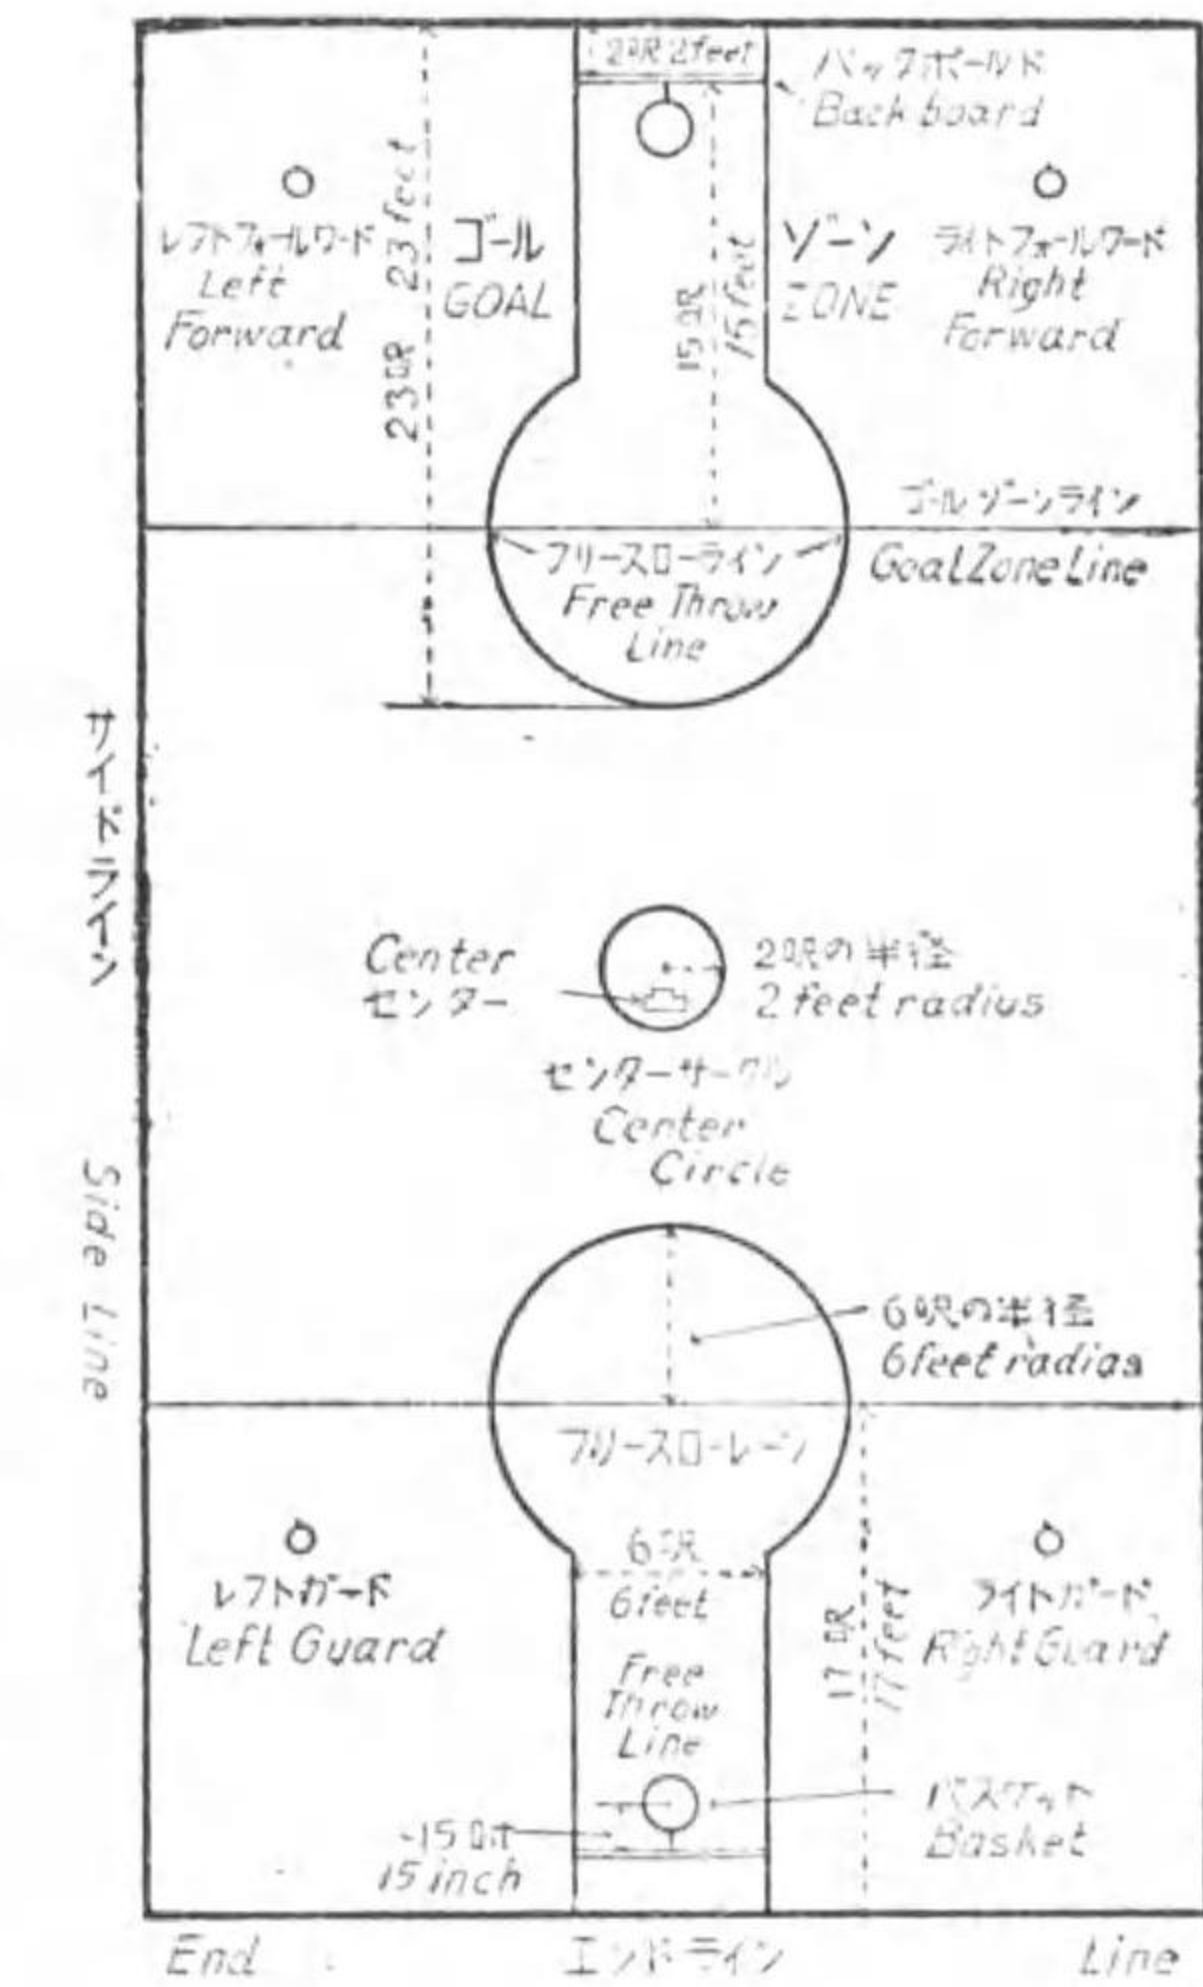 2呎 2feet
バックボールド
Back board
レフトフォールワード
Left
Forward
23呎 23 feet
ゴール
GOAL
15呎
15 feet
ゾーン
ZONE
ライトフォールワード
Right
Forward
ゴールゾーンライン
Goal Zone Line
フリースローライン
Free Throw
Line
サイドライン
Side Line
Center
センター
2呎の半径
2 feet radius
センターサークル
Center
Circle
6呎の半径
6 feet radias
フリースローレーン
6呎
6feet
Free
Throw
Line
レフトガード
Left Guard
17呎
17 feet
ライトガード
Right Guard
15吋
15 inch
バスケット
Basket
End
エンドライン
Line